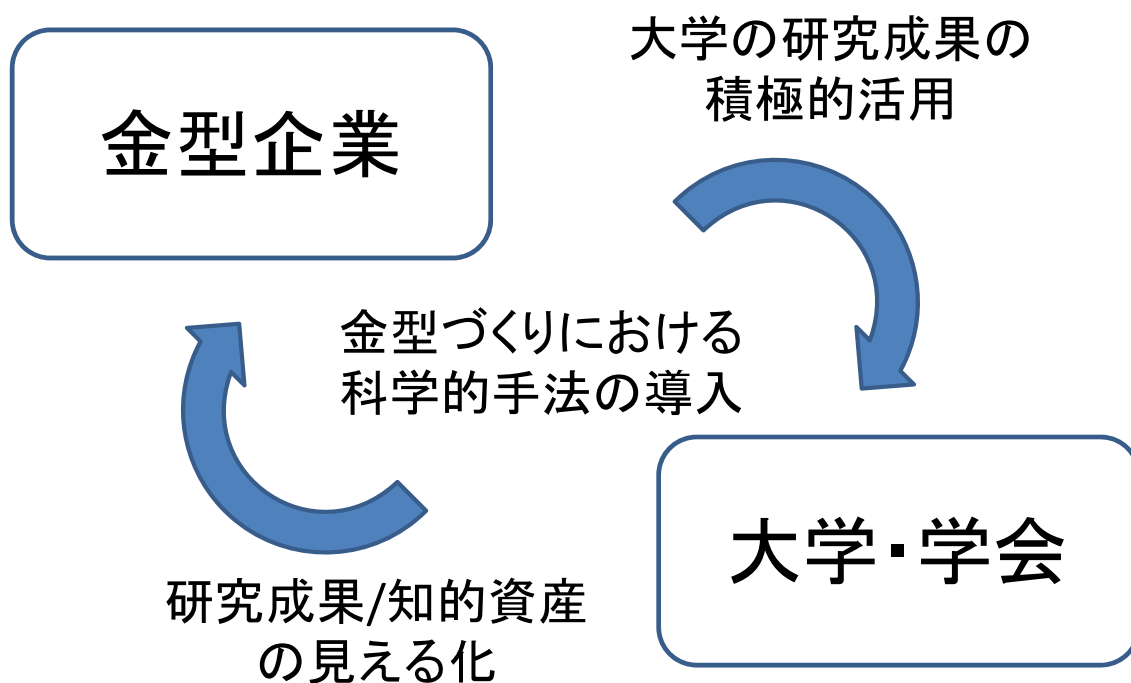 大学の研究成果の
積極的活用
金型企業
金型づくりにおける
科学的手法の導入
大学・学会
研究成果/知的資産
の見える化